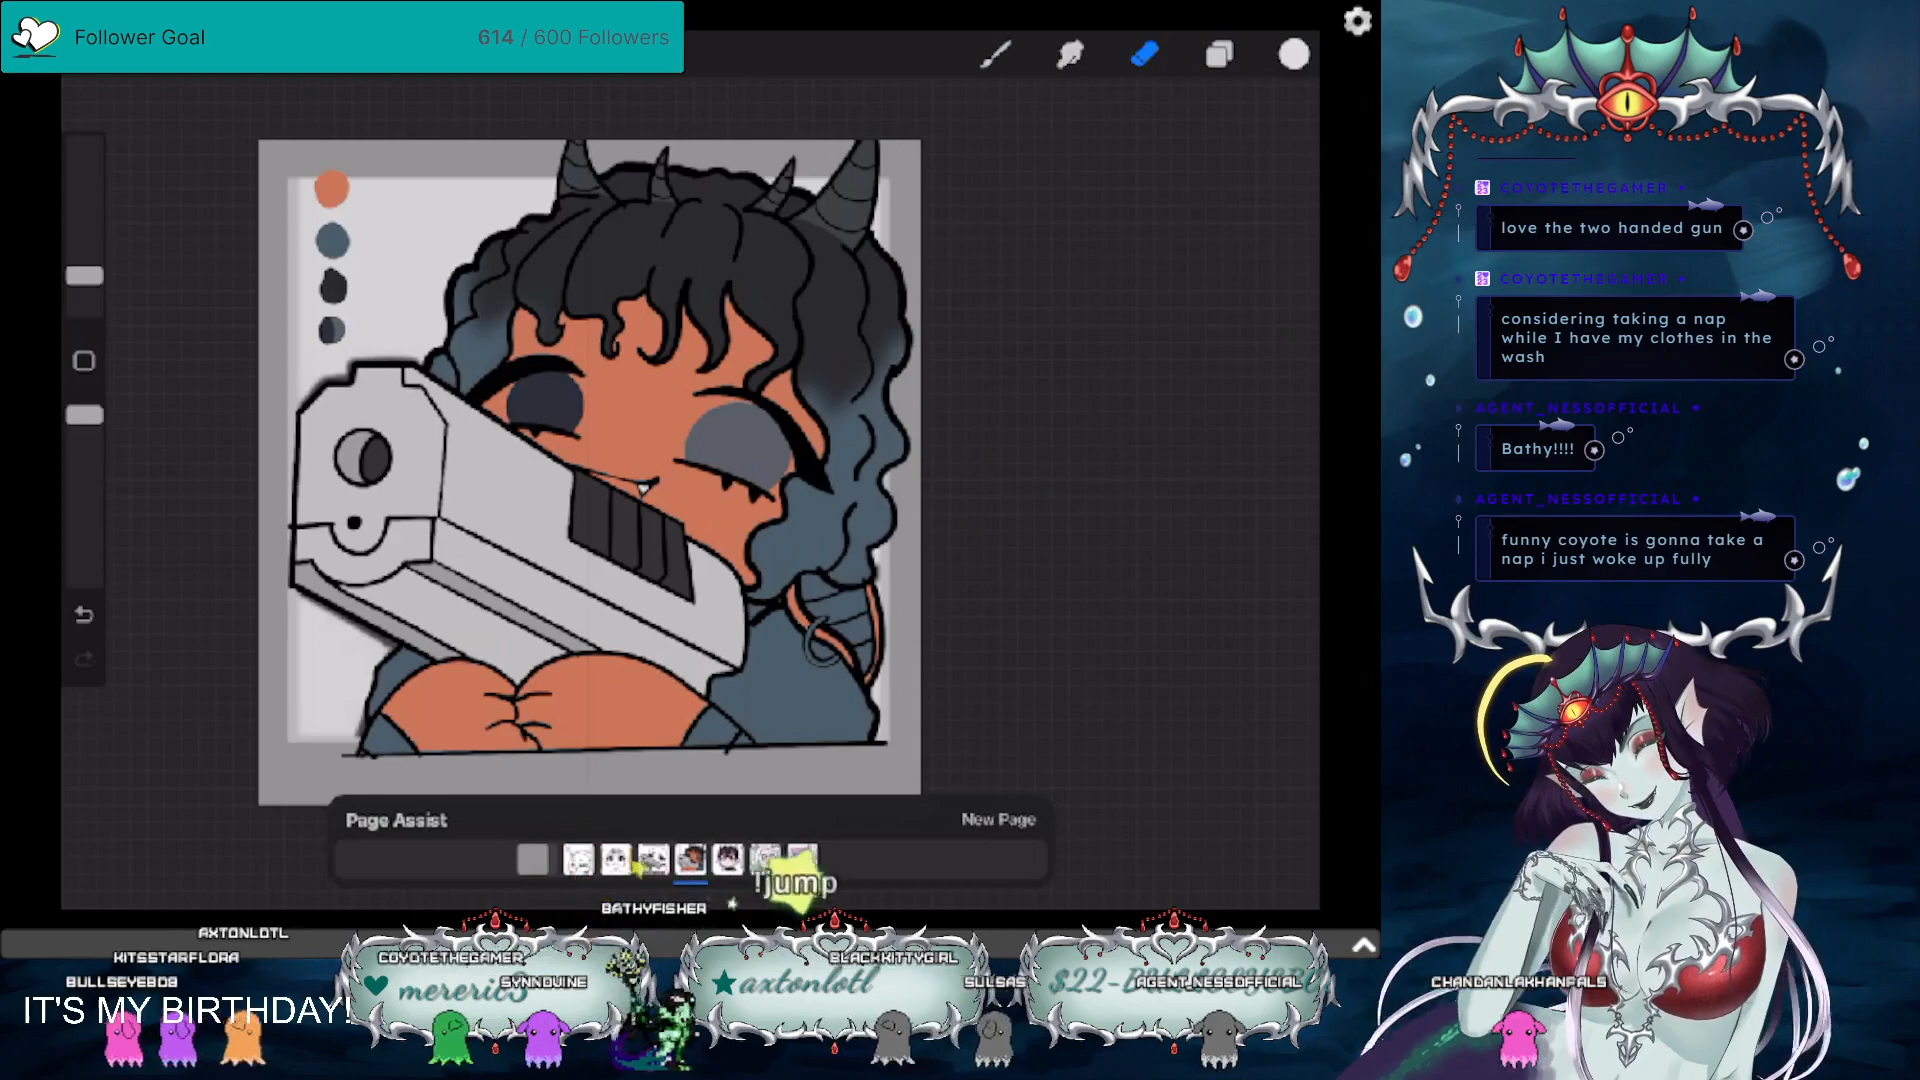 Follower Goal
614 / 600 Followers
COYOTETHEGAMER
love the two handed gun
COYOTETHEGAMER
considering taking a nap
while I have my clothes in the
wash
AGENT_NESSOFFICIAL
Bathy!!!!
AGENT_NESSOFFICIAL
funny coyote is gonna take a
nap i just woke up fully
Page Assist
New Page
!jump
BATHYFISHER
AXTONLOTL
KITSSTARFLORA
COYOTETHEGAMER
BLACKKITTYGIRL
BULLSEYEBDB
SYNNOVINE
axtonlotl
SULSAS
AGENT_NESSOFFICIAL
CHANDANLAKHANPALS
IT'S MY BIRTHDAY!